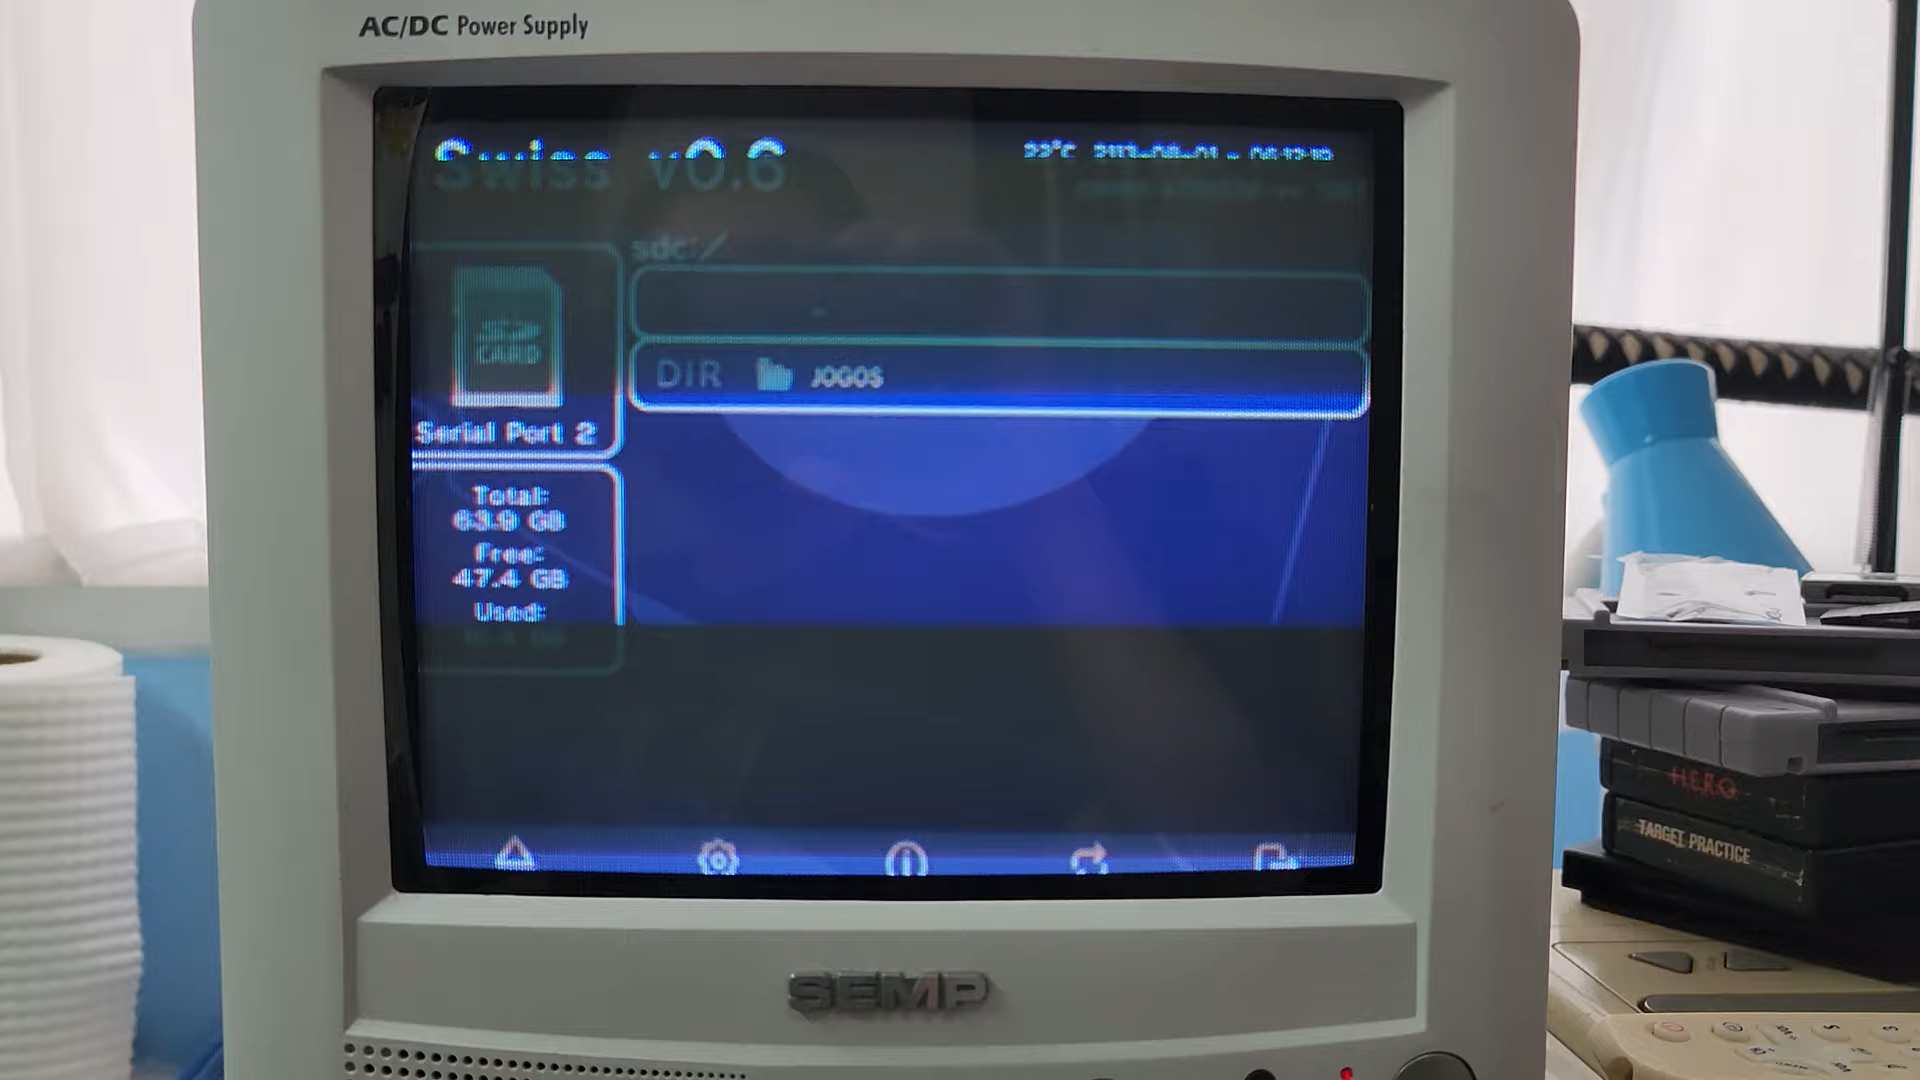 AC/DC Power Supply
Swiss v0.6
sdc:/
SD
CARD
DIR JOGOS
Serial Port 2
Total:
63.9 GB
Free:
47.4 GB
Used:
H.E.R.O
TARGET PRACTICE
SEMP